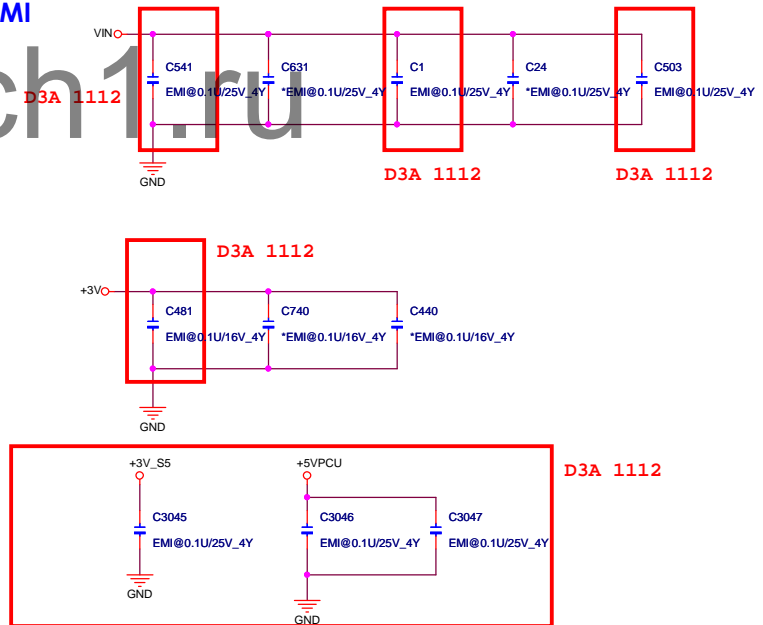 MI
ch1.ru
VIN
C541
C631
C1
C24
C503
EMI@0.1U/25V_4Y
*EMI@0.1U/25V_4Y
EMI@0.1U/25V_4Y
*EMI@0.1U/25V_4Y
EMI@0.1U/25V_4Y
D3A 1112
GND
D3A 1112
D3A 1112
D3A 1112
+3V
C481
C740
C440
EMI@0.1U/16V_4Y
*EMI@0.1U/16V_4Y
*EMI@0.1U/16V_4Y
GND
+3V_S5
+5VPCU
D3A 1112
C3045
C3046
C3047
EMI@0.1U/25V_4Y
EMI@0.1U/25V_4Y
EMI@0.1U/25V_4Y
GND
GND